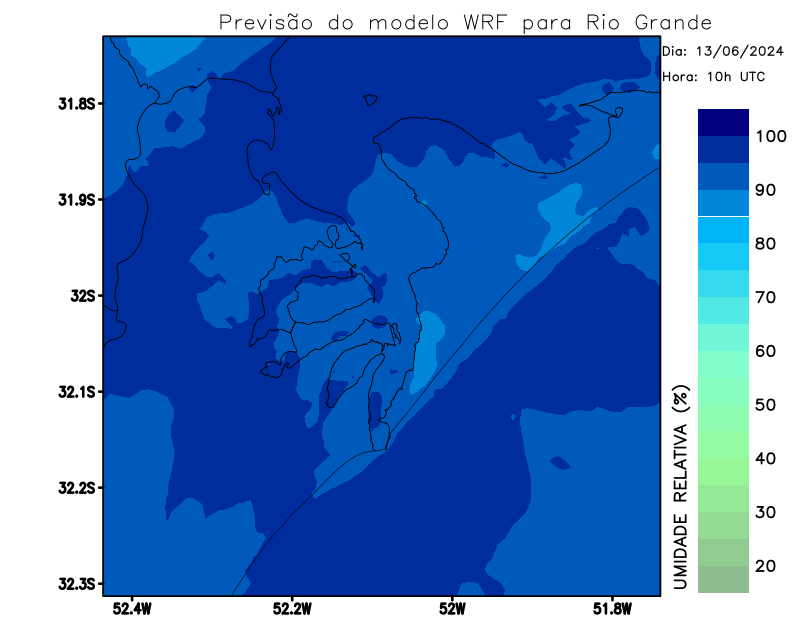 Previsão do modelo WRF para Rio Grande
Dia: 13/06/2024
Hora: 10h UTC
31.8S
31.9S
32S
32.1S
32.2S
32.3S
52.4W
52.2W
52W
51.8W
UMIDADE RELATIVA (%)
100
90
80
70
60
50
40
30
20